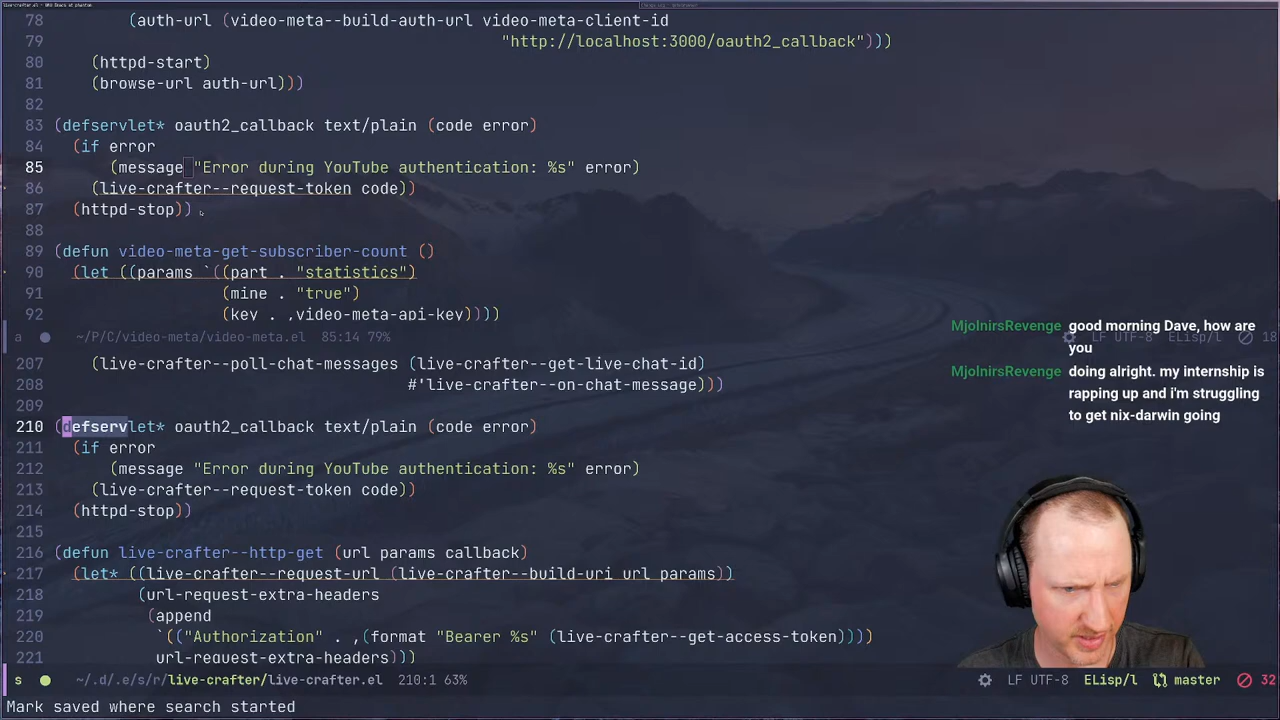 78 (auth-url (video-meta--build-auth-url video-meta-client-id
79 "http://localhost:3000/oauth2_callback")))
80 (httpd-start)
81 (browse-url auth-url)))
82
83 (defservlet* oauth2_callback text/plain (code error)
84 (if error
85 (message "Error during YouTube authentication: %s" error)
86 (live-crafter--request-token code))
87 (httpd-stop))
88
89 (defun video-meta-get-subscriber-count ()
90 (let ((params `((part . "statistics")
91 (mine . "true")
92 (key . ,video-meta-api-key))))
a ~/P/C/video-meta/video-meta.el 85:14 79% LF UTF-8 ELisp/l 18
207 (live-crafter--poll-chat-messages (live-crafter--get-live-chat-id)
208 #'live-crafter--on-chat-message)))
209
210 (defservlet* oauth2_callback text/plain (code error)
211 (if error
212 (message "Error during YouTube authentication: %s" error)
213 (live-crafter--request-token code))
214 (httpd-stop))
215
216 (defun live-crafter--http-get (url params callback)
217 (let* ((live-crafter--request-url (live-crafter--build-uri url params))
218 (url-request-extra-headers
219 (append
220 `(("Authorization" . ,(format "Bearer %s" (live-crafter--get-access-token))))
221 url-request-extra-headers)))
s ~/.d/.e/s/r/live-crafter/live-crafter.el 210:1 63% LF UTF-8 ELisp/l master 32
Mark saved where search started
MjolnirsRevenge good morning Dave, how are
you
MjolnirsRevenge doing alright. my internship is
rapping up and i'm struggling
to get nix-darwin going